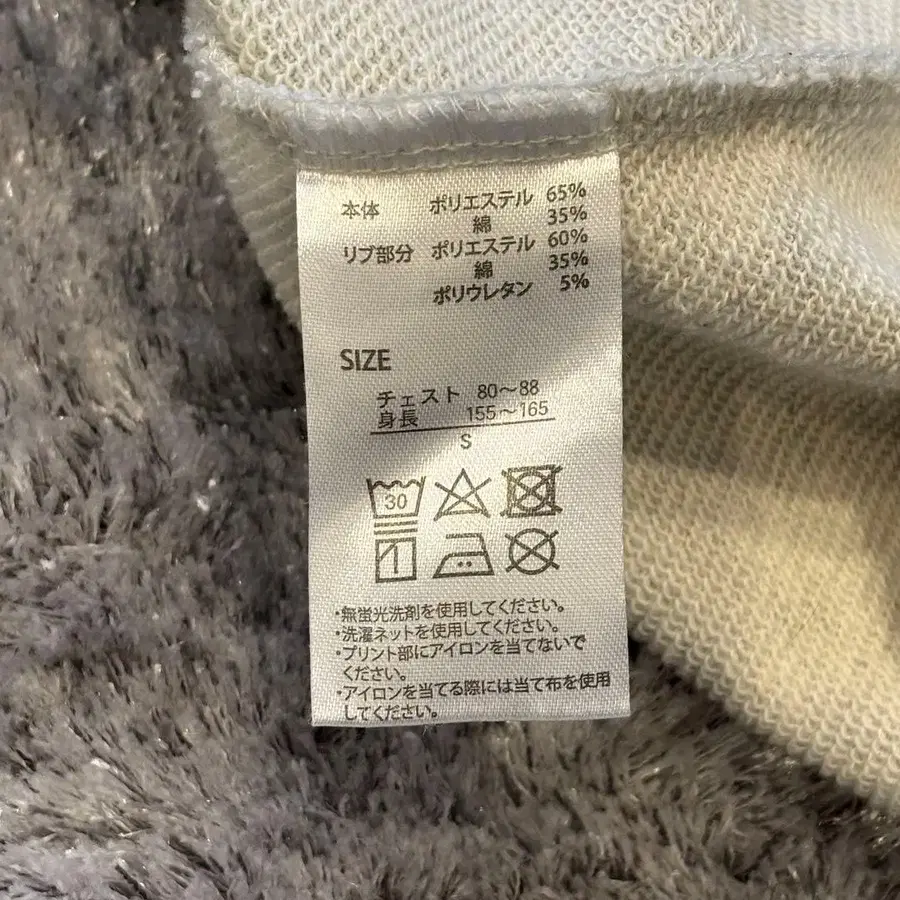 本体 ポリエステル 65%
綿 35%
リブ部分 ポリエステル 60%
綿 35%
ポリウレタン 5%
SIZE
チェスト 80～88
身長 155～165
S
30
・無蛍光洗剤を使用してください。
・洗濯ネットを使用してください。
・プリント部にアイロンを当てないで
ください。
・アイロンを当てる際には当て布を使用
してください。